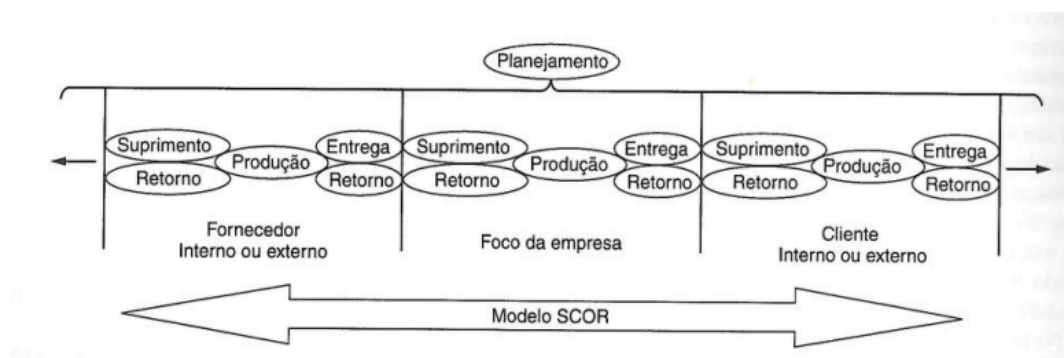 Planejamento
Suprimento
Retorno
Produção
Entrega
Retorno
Suprimento
Retorno
Produção
Entrega
Retorno
Suprimento
Retorno
Produção
Entrega
Retorno
Fornecedor
Interno ou externo
Foco da empresa
Cliente
Interno ou externo
Modelo SCOR